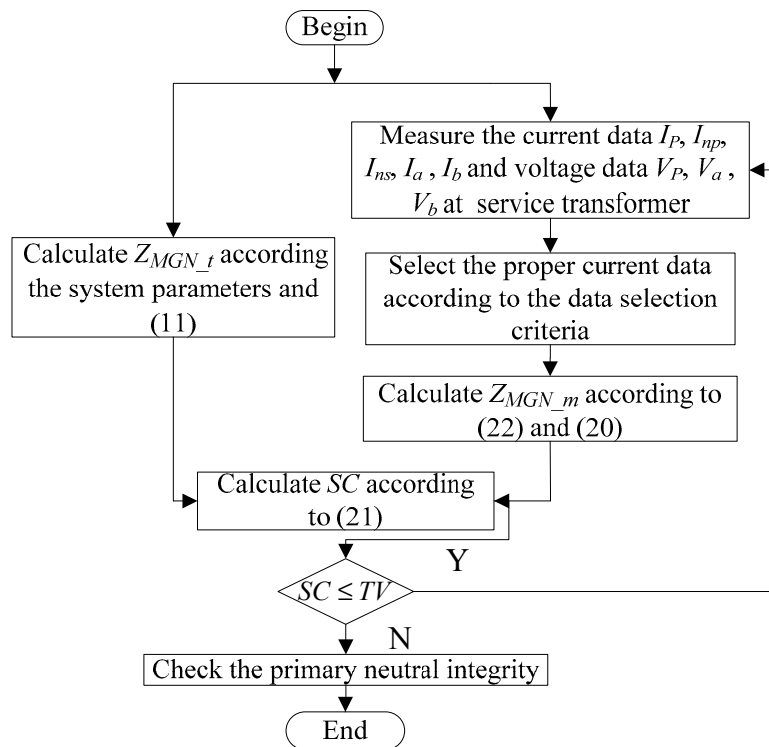 Begin
Measure the current data I_P, I_np,
I_ns, I_a , I_b and voltage data V_P, V_a ,
V_b at service transformer
Calculate Z_MGN_t according
the system parameters and
(11)
Select the proper current data
according to the data selection
criteria
Calculate Z_MGN_m according to
(22) and (20)
Calculate SC according
to (21)
Y
SC ≤ TV
N
Check the primary neutral integrity
End